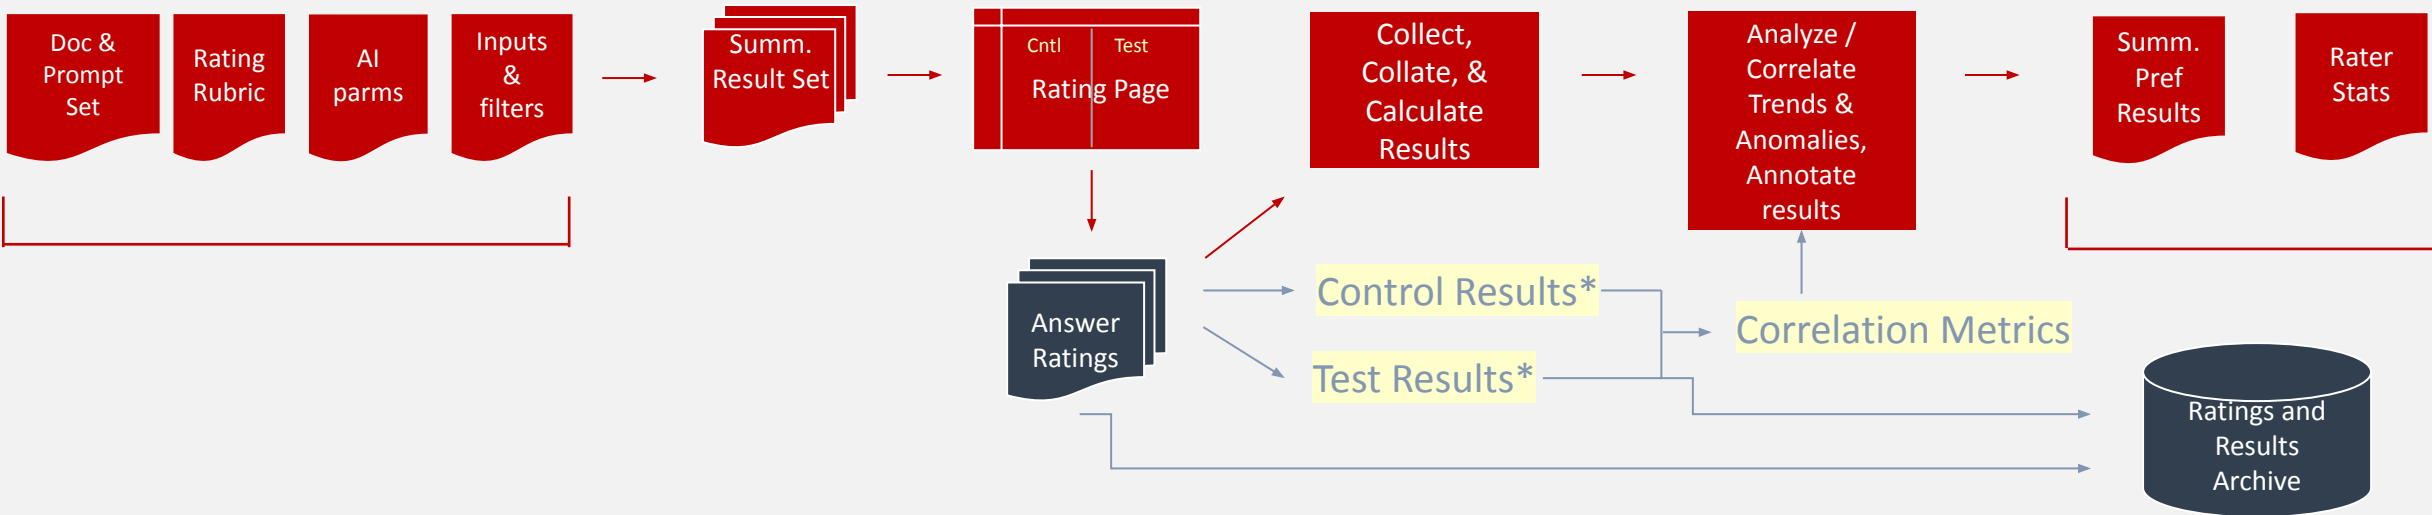 Doc &
Prompt
Set
Rating
Rubric
AI
parms
Inputs
&
filters
Summ.
Result Set
Cntl
Test
Rating Page
Collect,
Collate, &
Calculate
Results
Analyze /
Correlate
Trends &
Anomalies,
Annotate
results
Summ.
Pref
Results
Rater
Stats
Answer
Ratings
Control Results*
Test Results*
Correlation Metrics
Ratings and
Results
Archive